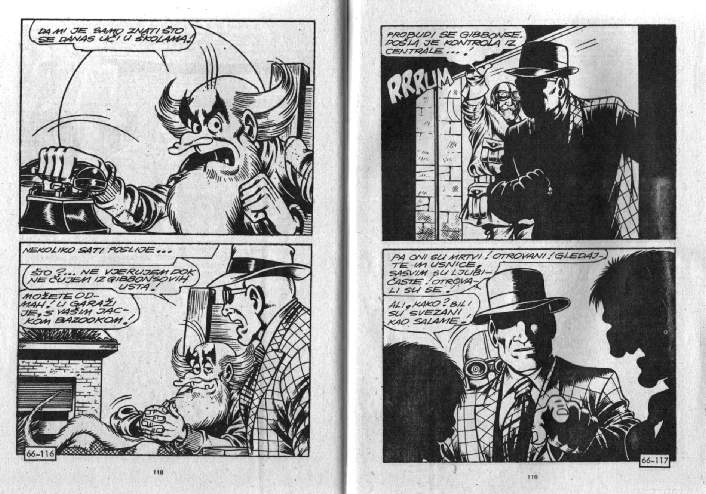 DA MI JE SAMO ZNATI ŠTO
SE DANAS UČI U ŠKOLAMA!
NEKOLIKO SATI POSLIJE...
ŠTO?... NE VJERUJEM DOK
NE ČUJEM IZ GIBBONSOVIH
USTA!
MOŽETE OD-
MAH! U GARAŽI
JE, S VAŠIM JAC-
KOM BAZOOKOM!
66-116
118
PROBUDI SE GIBBONSE.
DOŠLA JE KONTROLA IZ
CENTRALE....!
RRRUM
PA ONI SU MRTVI! OTROVANI! GLEDAJ-
TE IM USNICE,
SASVIM SU LJUBI-
ČASTE! OTROVA-
LI SU SE!
ALI, KAKO? BILI
SU SVEZANI
KAO SALAME!
66-117
119